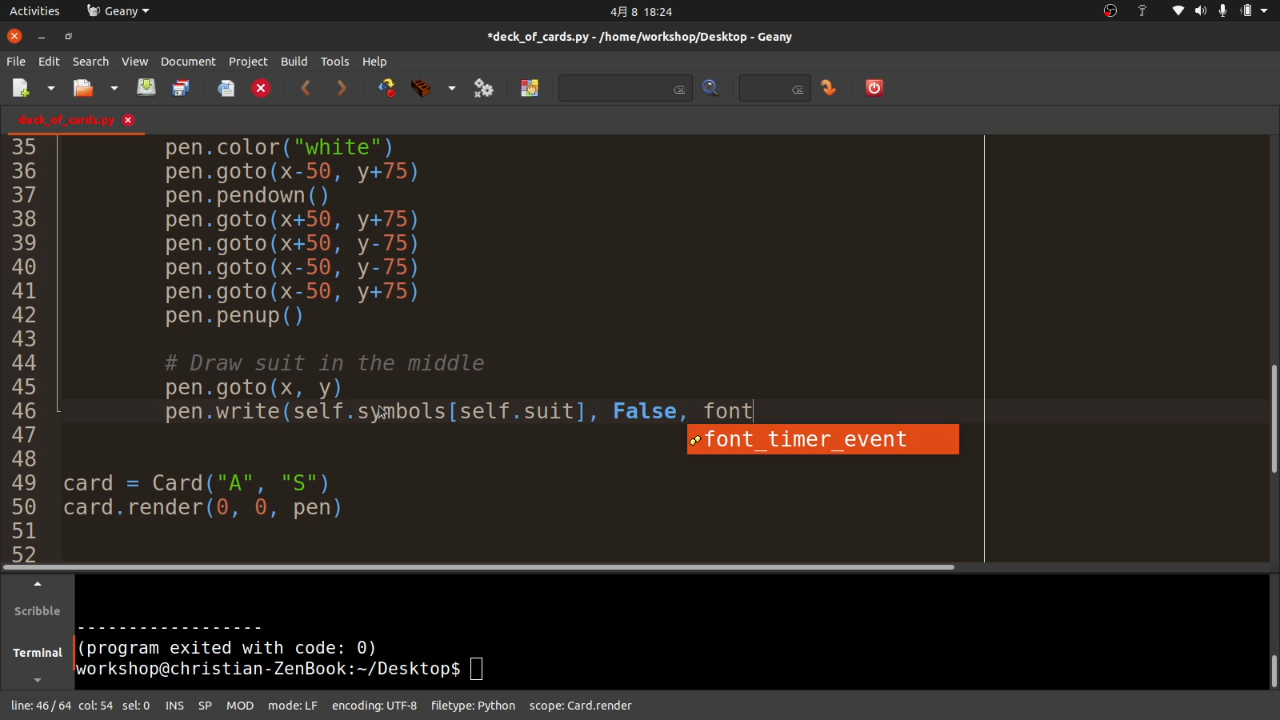 Activities Geany 4月 8 18:24
*deck_of_cards.py - /home/workshop/Desktop - Geany
File Edit Search View Document Project Build Tools Help
deck_of_cards.py
35 pen.color("white")
36 pen.goto(x-50, y+75)
37 pen.pendown()
38 pen.goto(x+50, y+75)
39 pen.goto(x+50, y-75)
40 pen.goto(x-50, y-75)
41 pen.goto(x-50, y+75)
42 pen.penup()
43
44 # Draw suit in the middle
45 pen.goto(x, y)
46 pen.write(self.symbols[self.suit], False, font
font_timer_event
47
48
49 card = Card("A", "S")
50 card.render(0, 0, pen)
51
52
Scribble
Terminal
------------------
(program exited with code: 0)
workshop@christian-ZenBook:~/Desktop$
line: 46 / 64 col: 54 sel: 0 INS SP MOD mode: LF encoding: UTF-8 filetype: Python scope: Card.render